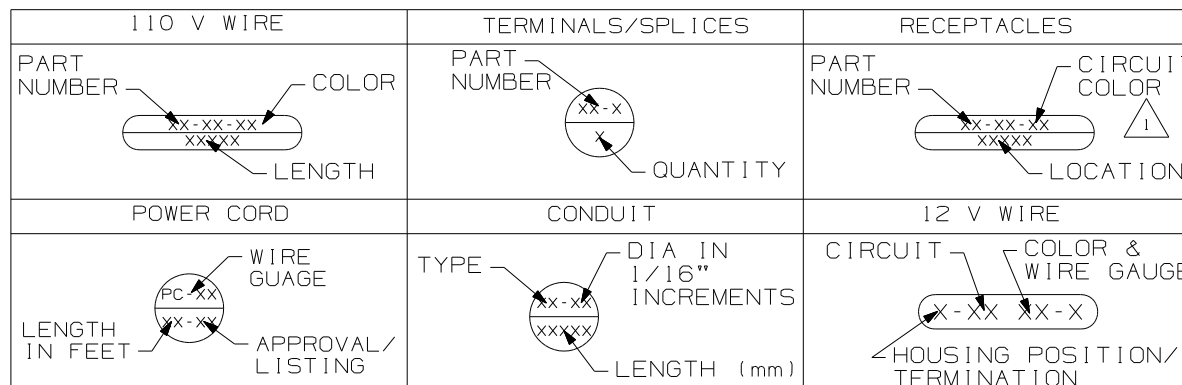 110 V WIRE
PART
NUMBER
COLOR
XX-XX-XX
XXXXX
LENGTH
TERMINALS/SPLICES
PART
NUMBER
XX-X
X
QUANTITY
RECEPTACLES
PART
NUMBER
CIRCUIT
COLOR
1
XX-XX-XX
XXXXX
LOCATION
POWER CORD
WIRE
GUAGE
PC-XX
XX-XX
LENGTH
IN FEET
APPROVAL/
LISTING
CONDUIT
TYPE
DIA IN
1/16"
INCREMENTS
XX-XX
XXXXX
LENGTH (mm)
12 V WIRE
CIRCUIT
COLOR &
WIRE GAUGE
X-XX XX-X
HOUSING POSITION/
TERMINATION